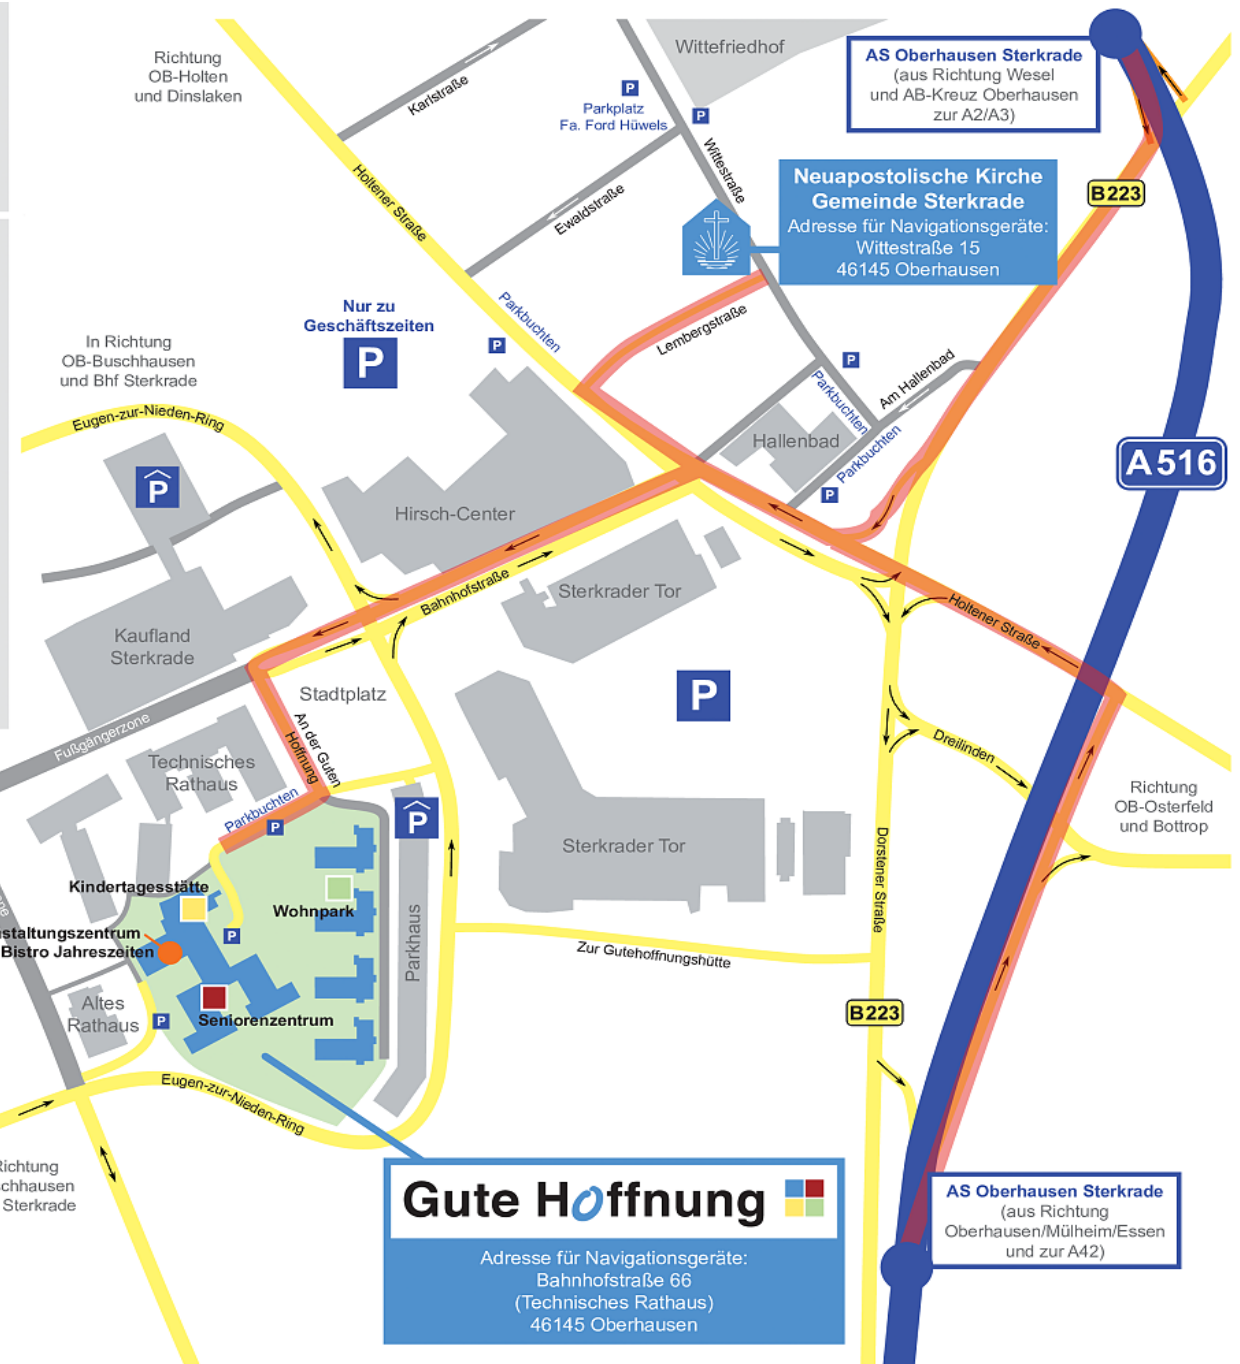 Wittefriedhof
Richtung
OB-Holten
und Dinslaken
Karlstraße
P
Parkplatz
Fa. Ford Hüwels
P
AS Oberhausen Sterkrade
(aus Richtung Wesel
und AB-Kreuz Oberhausen
zur A2/A3)
Wittestraße
Holtener Straße
Ewaldstraße
Neuapostolische Kirche
Gemeinde Sterkrade
Adresse für Navigationsgeräte:
Wittestraße 15
46145 Oberhausen
B223
Nur zu
Geschäftszeiten
P
Parkbuchten
P
Lembergstraße
In Richtung
OB-Buschhausen
und Bhf Sterkrade
Eugen-zur-Nieden-Ring
P
Am Hallenbad
Parkbuchten
Hallenbad
Parkbuchten
P
A 516
P
Hirsch-Center
Bahnhofstraße
Sterkrader Tor
Holtener Straße
Kaufland
Sterkrade
Stadtplatz
P
Fußgängerzone
An der Guten
Hoffnung
Technisches
Rathaus
Parkbuchten
P
P
Dreilinden
Richtung
OB-Osterfeld
und Bottrop
Sterkrader Tor
Dorstener Straße
Kindertagesstätte
Wohnpark
ne
staltungszentrum
Bistro Jahreszeiten
P
Parkhaus
Zur Gutehoffnungshütte
Altes
Rathaus
P
Seniorenzentrum
B223
Eugen-zur-Nieden-Ring
Richtung
chhausen
Sterkrade
Gute Hoffnung
Adresse für Navigationsgeräte:
Bahnhofstraße 66
(Technisches Rathaus)
46145 Oberhausen
AS Oberhausen Sterkrade
(aus Richtung
Oberhausen/Mülheim/Essen
und zur A42)